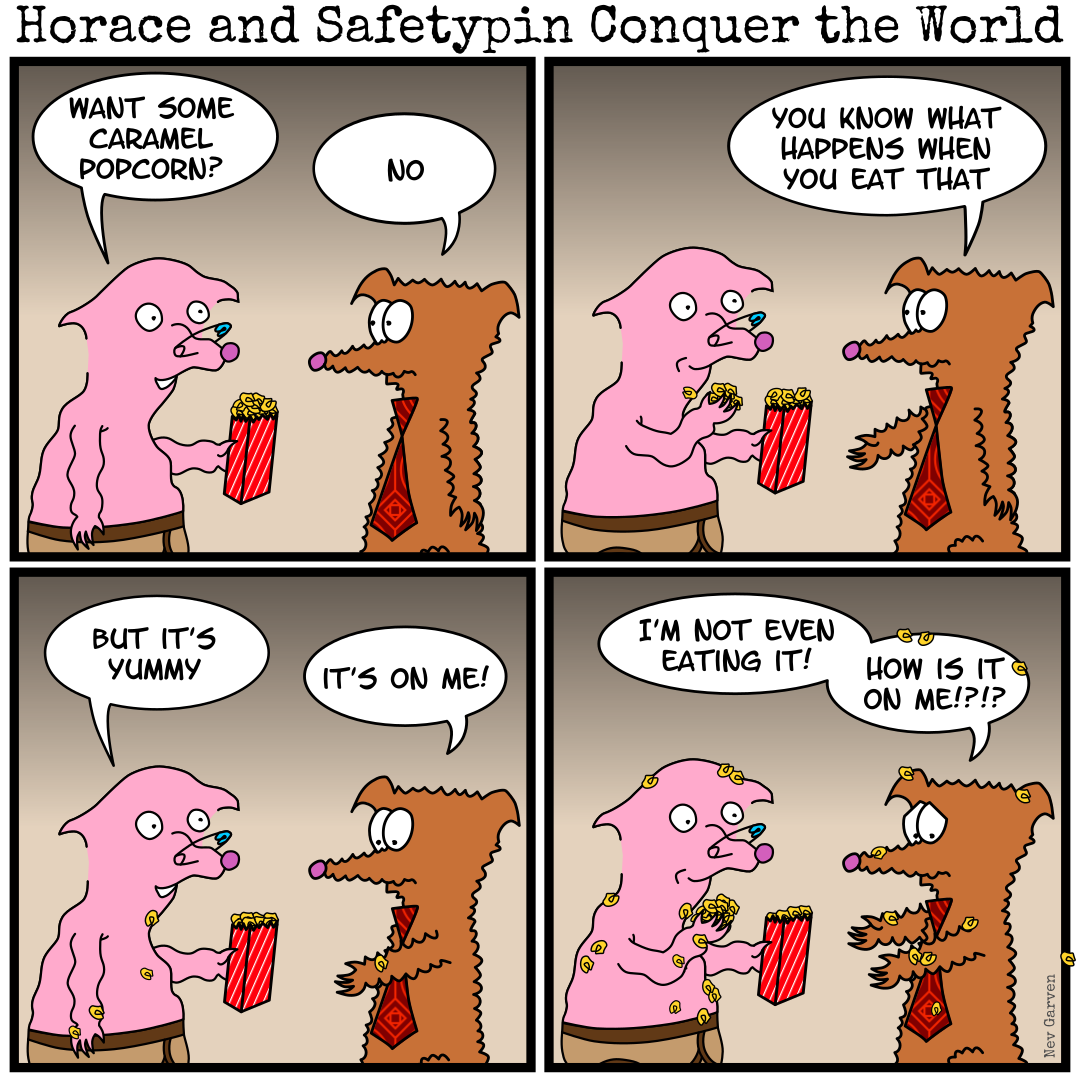 Horace and Safetypin Conquer the World
WANT SOME
CARAMEL
POPCORN?
NO
YOU KNOW WHAT
HAPPENS WHEN
YOU EAT THAT
BUT IT'S
YUMMY
IT'S ON ME!
I'M NOT EVEN
EATING IT!
HOW IS IT
ON ME!?!?
Nev Garven